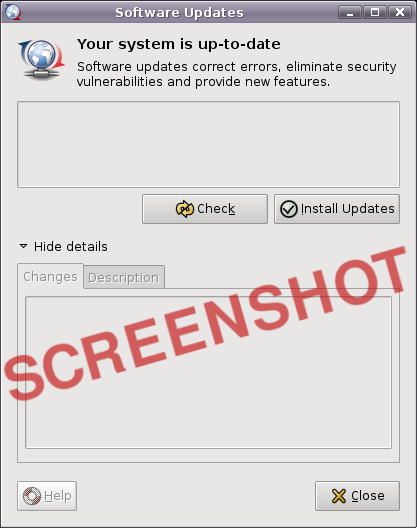 Software Updates
Your system is up-to-date
Software updates correct errors, eliminate security
vulnerabilities and provide new features.
Check
Install Updates
Hide details
Changes
Description
SCREENSHOT
Help
Close